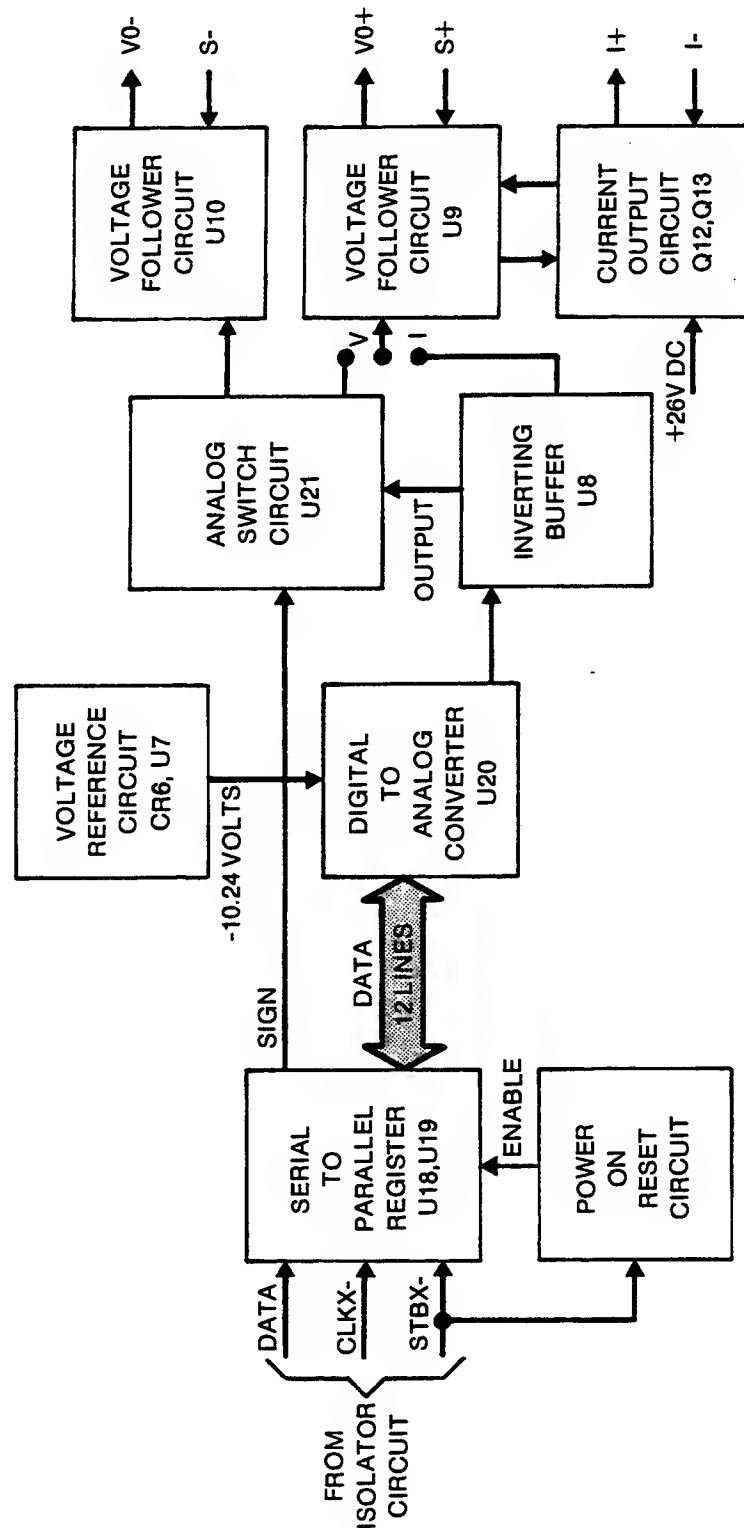 FROM
ISOLATOR
CIRCUIT
DATA
CLKX-
STBX-
SERIAL
TO
PARALLEL
REGISTER
U18,U19
POWER
ON
RESET
CIRCUIT
ENABLE
SIGN
DATA
12 LINES
VOLTAGE
REFERENCE
CIRCUIT
CR6, U7
-10.24 VOLTS
DIGITAL
TO
ANALOG
CONVERTER
U20
ANALOG
SWITCH
CIRCUIT
U21
OUTPUT
INVERTING
BUFFER
U8
V
I
+26V DC
VOLTAGE
FOLLOWER
CIRCUIT
U10
VOLTAGE
FOLLOWER
CIRCUIT
U9
CURRENT
OUTPUT
CIRCUIT
Q12,Q13
V0-
S-
V0+
S+
I+
I-